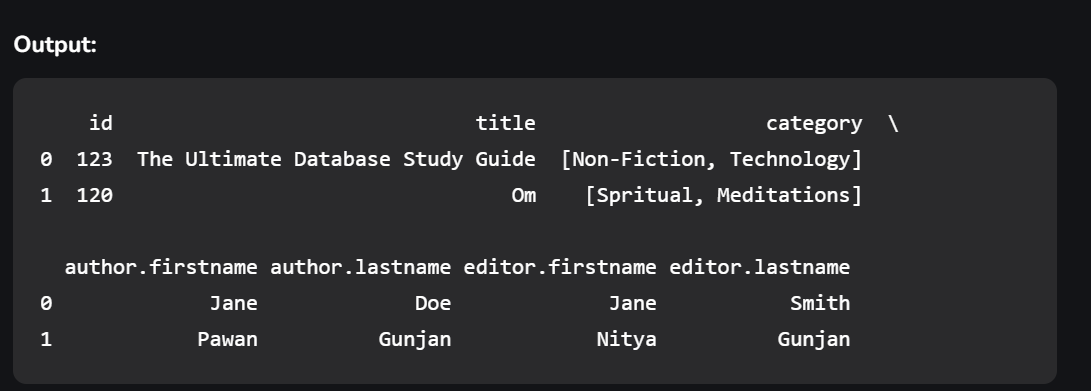 Output:
id title category \
0 123 The Ultimate Database Study Guide [Non-Fiction, Technology]
1 120 Om [Spritual, Meditations]
author.firstname author.lastname editor.firstname editor.lastname
0 Jane Doe Jane Smith
1 Pawan Gunjan Nitya Gunjan